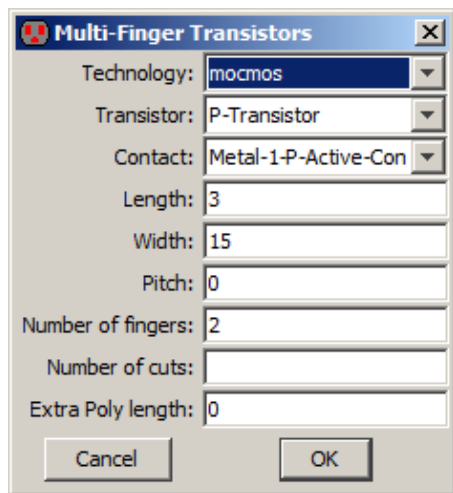 Multi-Finger Transistors
Technology: mocmos
Transistor: P-Transistor
Contact: Metal-1-P-Active-Con
Length: 3
Width: 15
Pitch: 0
Number of fingers: 2
Number of cuts:
Extra Poly length: 0
Cancel OK